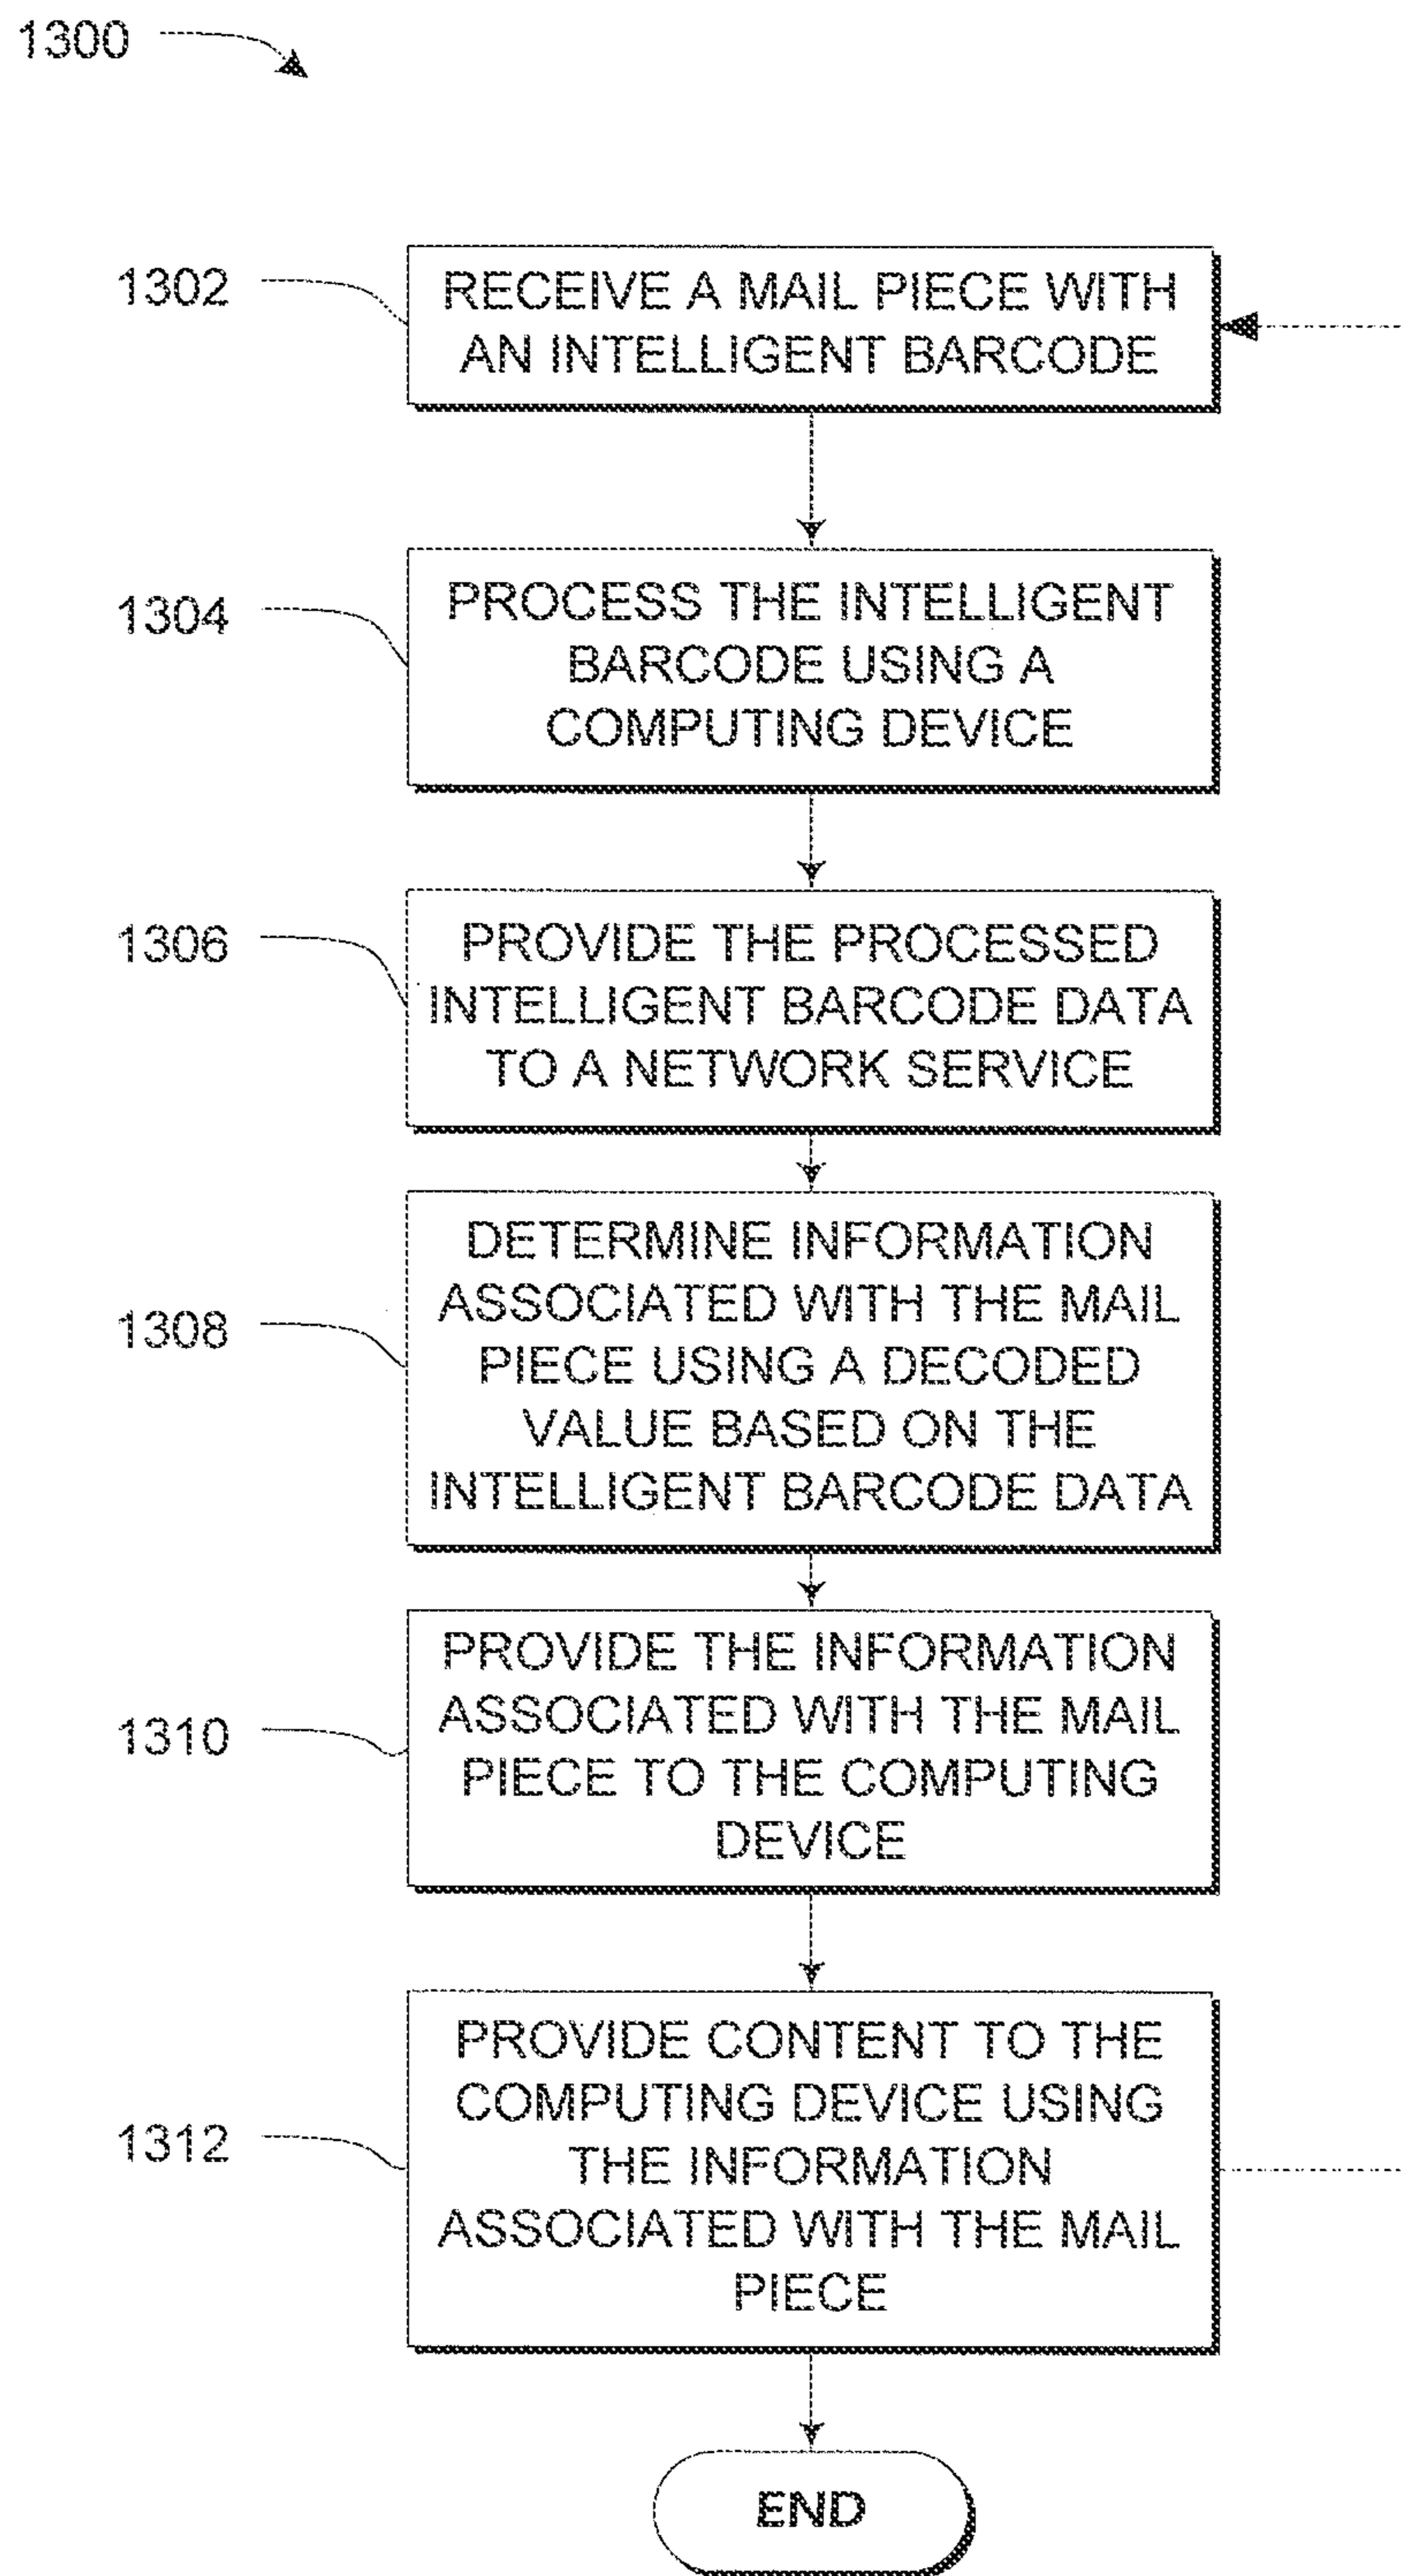 1300
1302
RECEIVE A MAIL PIECE WITH
AN INTELLIGENT BARCODE
1304
PROCESS THE INTELLIGENT
BARCODE USING A
COMPUTING DEVICE
1306
PROVIDE THE PROCESSED
INTELLIGENT BARCODE DATA
TO A NETWORK SERVICE
1308
DETERMINE INFORMATION
ASSOCIATED WITH THE MAIL
PIECE USING A DECODED
VALUE BASED ON THE
INTELLIGENT BARCODE DATA
1310
PROVIDE THE INFORMATION
ASSOCIATED WITH THE MAIL
PIECE TO THE COMPUTING
DEVICE
1312
PROVIDE CONTENT TO THE
COMPUTING DEVICE USING
THE INFORMATION
ASSOCIATED WITH THE MAIL
PIECE
END